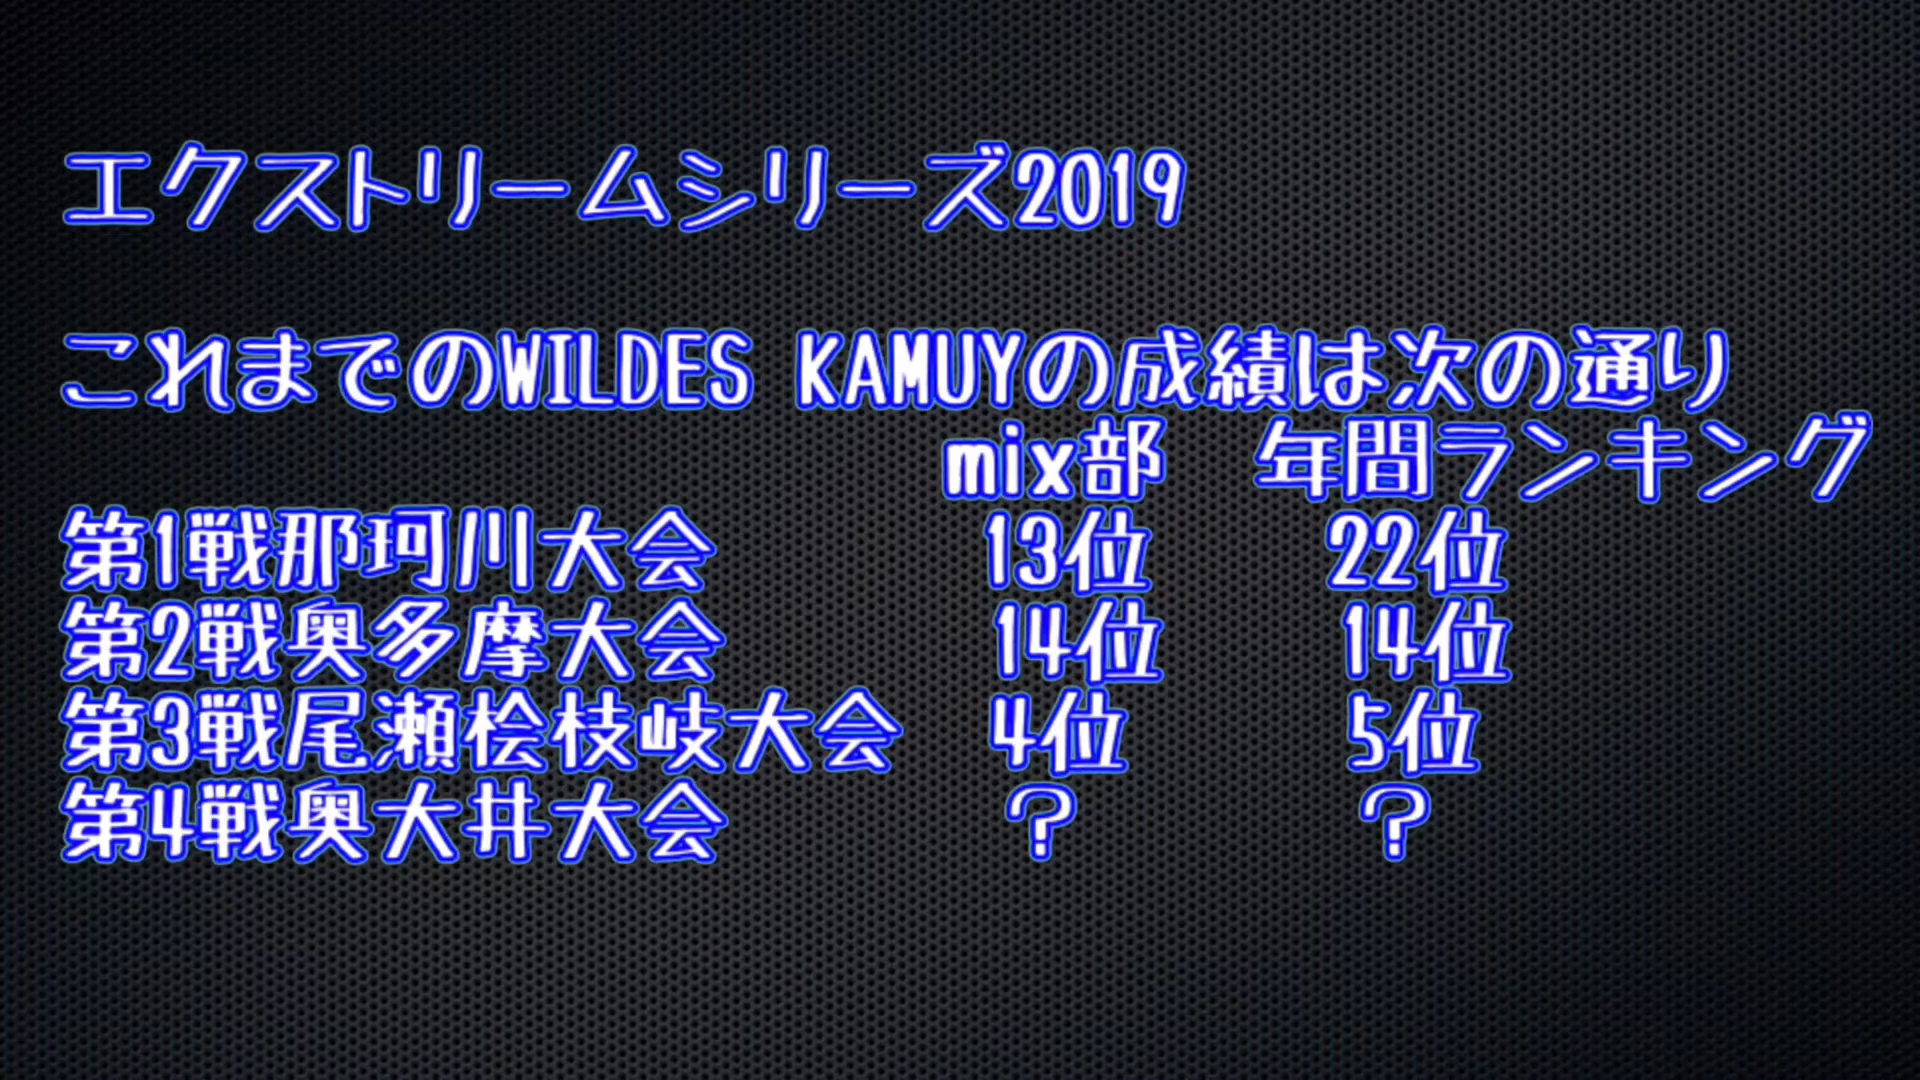 エクストリームシリーズ2019
これまでのWILDES KAMUYの成績は次の通り
mix部 年間ランキング
第1戦那珂川大会 13位 22位
第2戦奥多摩大会 14位 14位
第3戦尾瀬桧枝岐大会 4位 5位
第4戦奥大井大会 ? ?